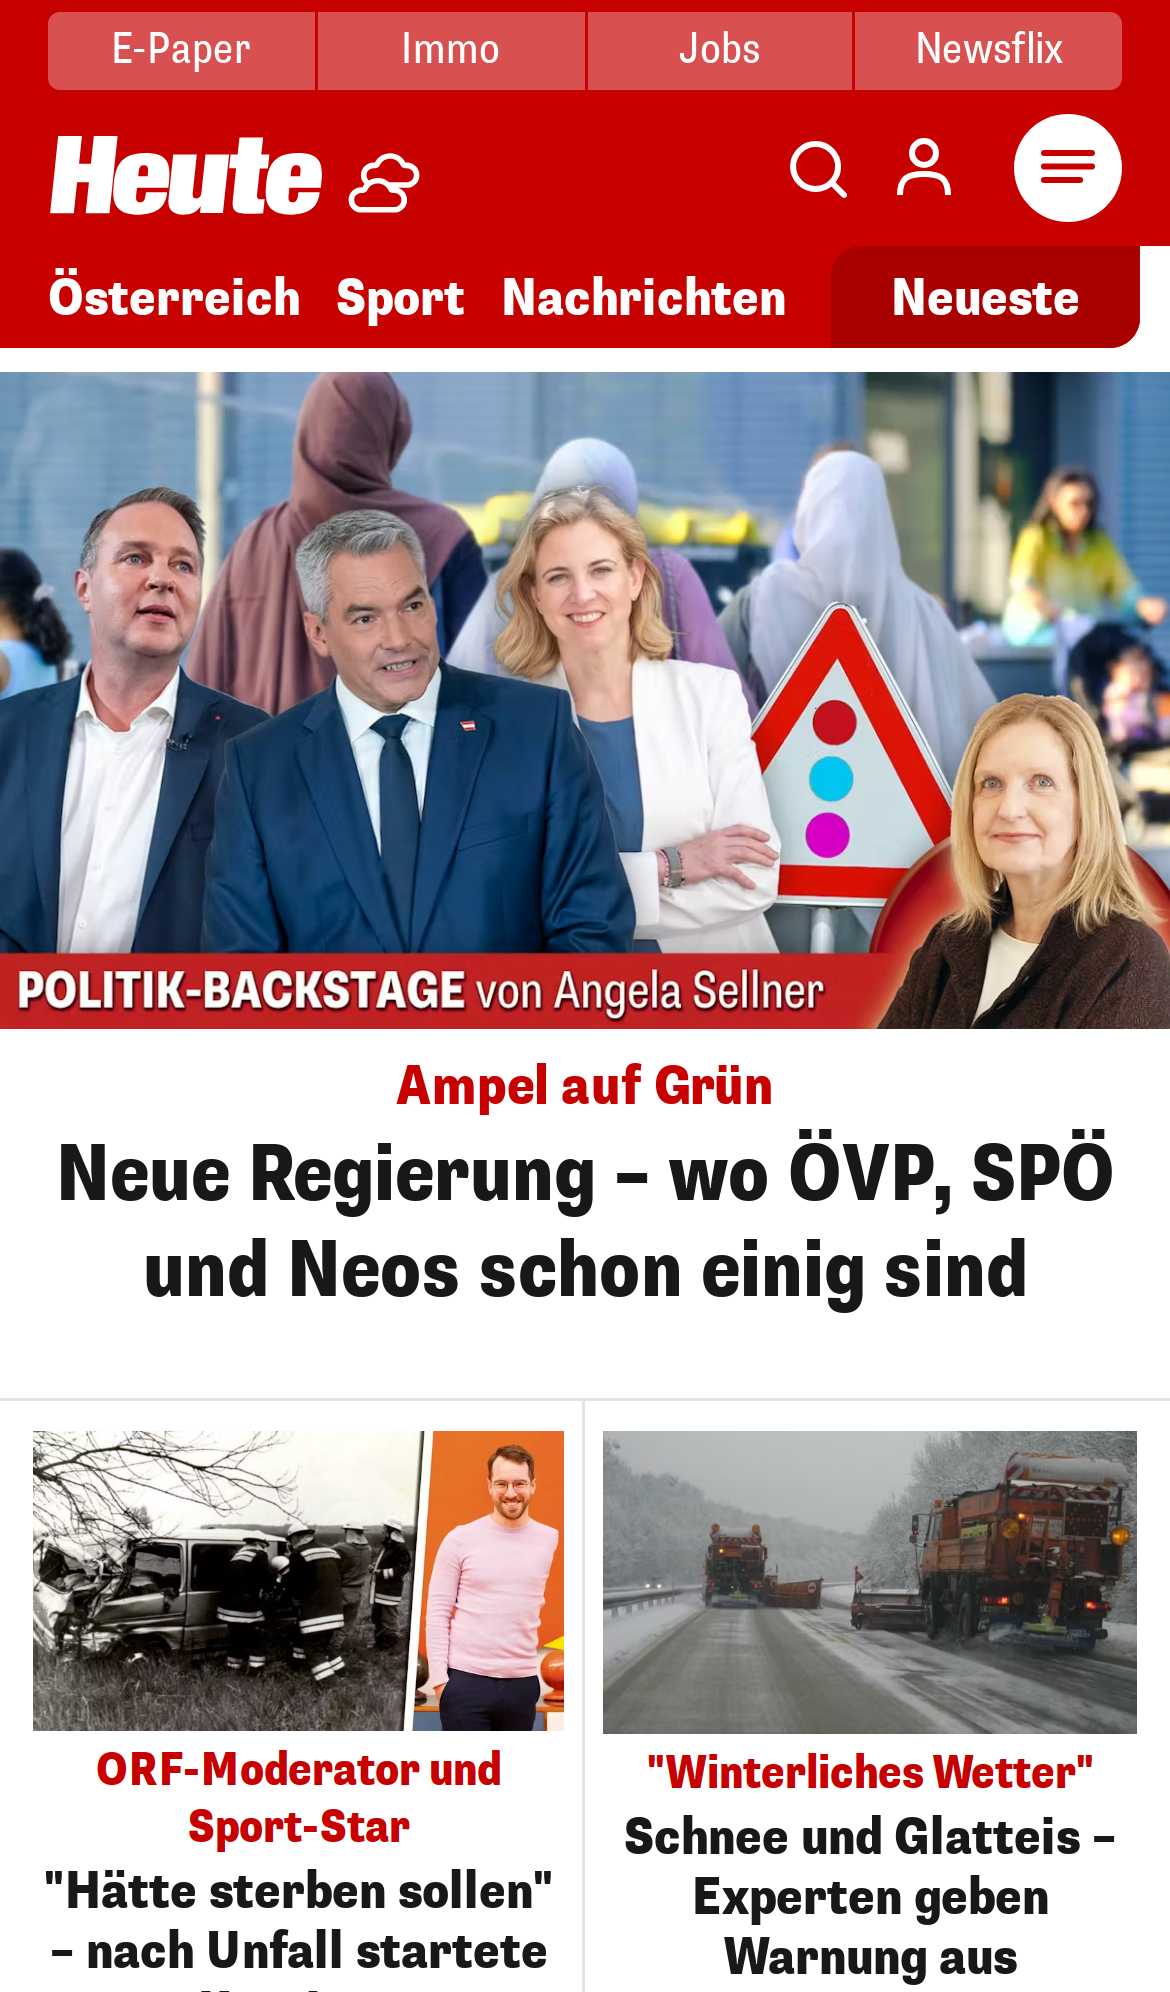 E-Paper
Immo
Jobs
Newsflix
Heute
Österreich
Sport
Nachrichten
Neueste
POLITIK-BACKSTAGE von Angela Sellner
Ampel auf Grün
Neue Regierung – wo ÖVP, SPÖ
und Neos schon einig sind
ORF-Moderator und
Sport-Star
"Hätte sterben sollen"
– nach Unfall startete
"Winterliches Wetter"
Schnee und Glatteis –
Experten geben
Warnung aus